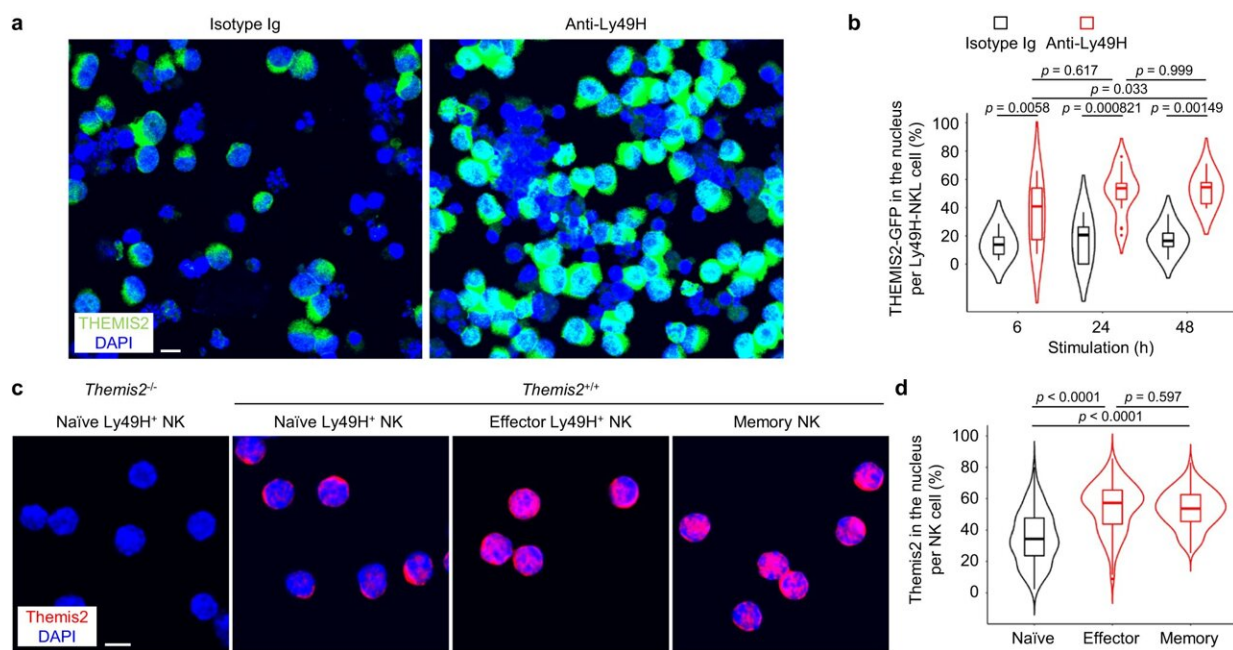 a
Isotype Ig
Anti-Ly49H
THEMIS2
DAPI
b
Isotype Ig
Anti-Ly49H
p = 0.617
p = 0.999
p = 0.033
p = 0.0058
p = 0.000821
p = 0.00149
THEMIS2-GFP in the nucleus
per Ly49H-NKL cell (%)
100
80
60
40
20
0
6
24
48
Stimulation (h)
c
Themis2-/-
Themis2+/+
Naïve Ly49H+ NK
Naïve Ly49H+ NK
Effector Ly49H+ NK
Memory NK
Themis2
DAPI
d
p < 0.0001
p = 0.597
p < 0.0001
Themis2 in the nucleus
per NK cell (%)
100
80
60
40
20
0
Naïve
Effector
Memory